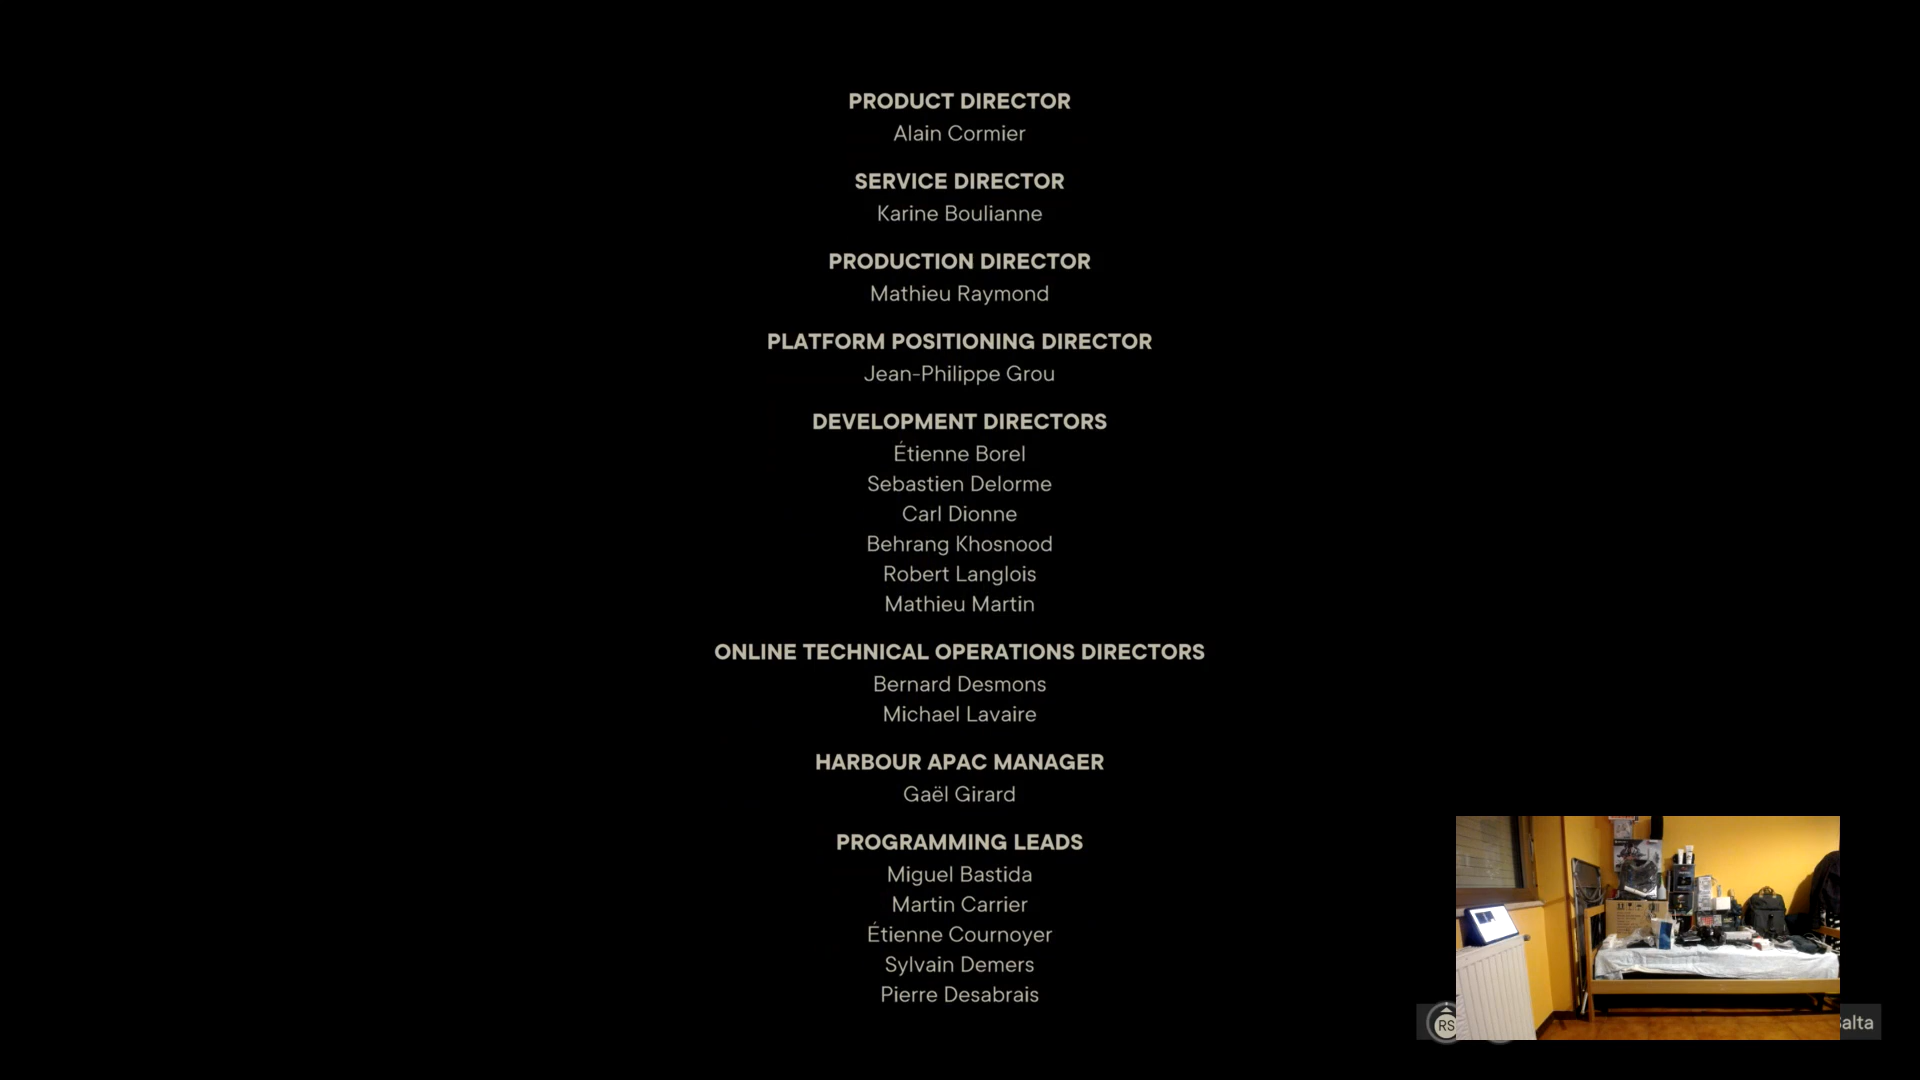 PRODUCT DIRECTOR
Alain Cormier
SERVICE DIRECTOR
Karine Boulianne
PRODUCTION DIRECTOR
Mathieu Raymond
PLATFORM POSITIONING DIRECTOR
Jean-Philippe Grou
DEVELOPMENT DIRECTORS
Étienne Borel
Sebastien Delorme
Carl Dionne
Behrang Khosnood
Robert Langlois
Mathieu Martin
ONLINE TECHNICAL OPERATIONS DIRECTORS
Bernard Desmons
Michael Lavaire
HARBOUR APAC MANAGER
Gaël Girard
PROGRAMMING LEADS
Miguel Bastida
Martin Carrier
Étienne Cournoyer
Sylvain Demers
Pierre Desabrais
RS
alta